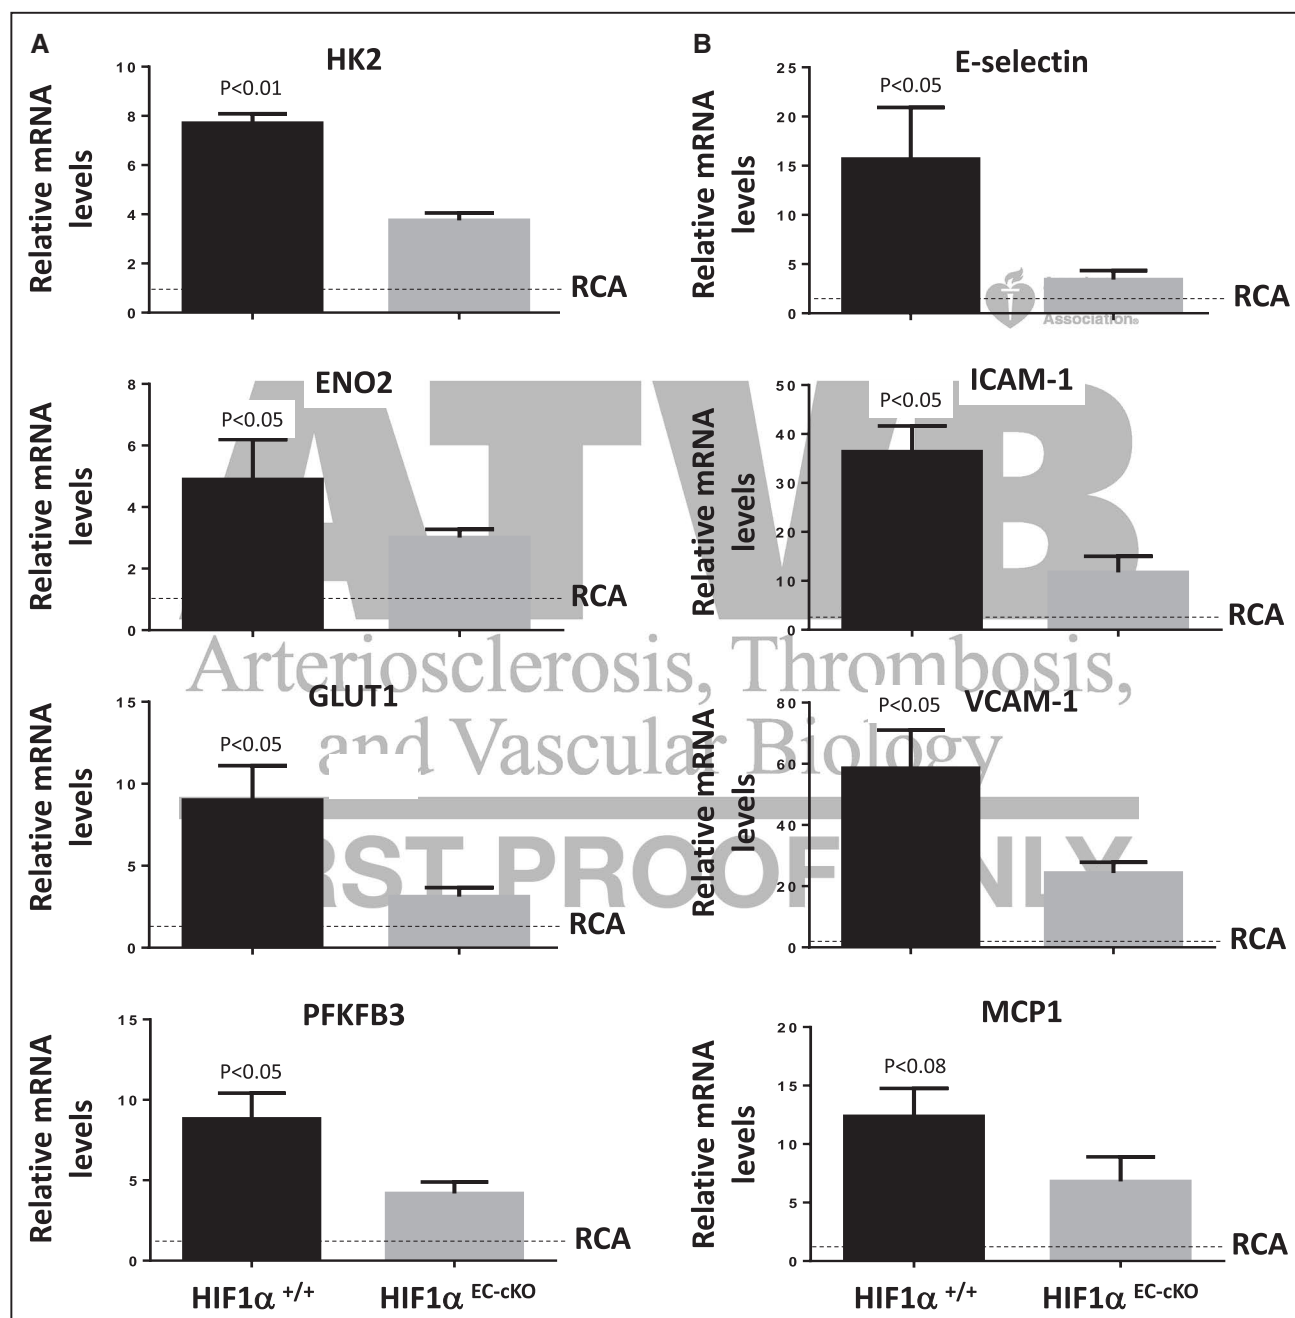 A
HK2
P<0.01
Relative mRNA
levels
10
8
6
4
2
0
RCA
ENO2
P<0.05
Relative mRNA
levels
8
6
4
2
0
RCA
GLUT1
P<0.05
Relative mRNA
levels
15
10
5
0
RCA
PFKFB3
P<0.05
Relative mRNA
levels
15
10
5
0
RCA
HIF1α +/+
HIF1α EC-cKO
B
E-selectin
P<0.05
Relative mRNA
levels
25
20
15
10
5
0
RCA
Association®
ICAM-1
P<0.05
Relative mRNA
levels
50
40
30
20
10
0
RCA
VCAM-1
P<0.05
Relative mRNA
levels
80
60
40
20
0
RCA
MCP1
P<0.08
Relative mRNA
levels
20
15
10
5
0
RCA
HIF1α +/+
HIF1α EC-cKO
ATVB
Arteriosclerosis, Thrombosis,
and Vascular Biology
PROOF